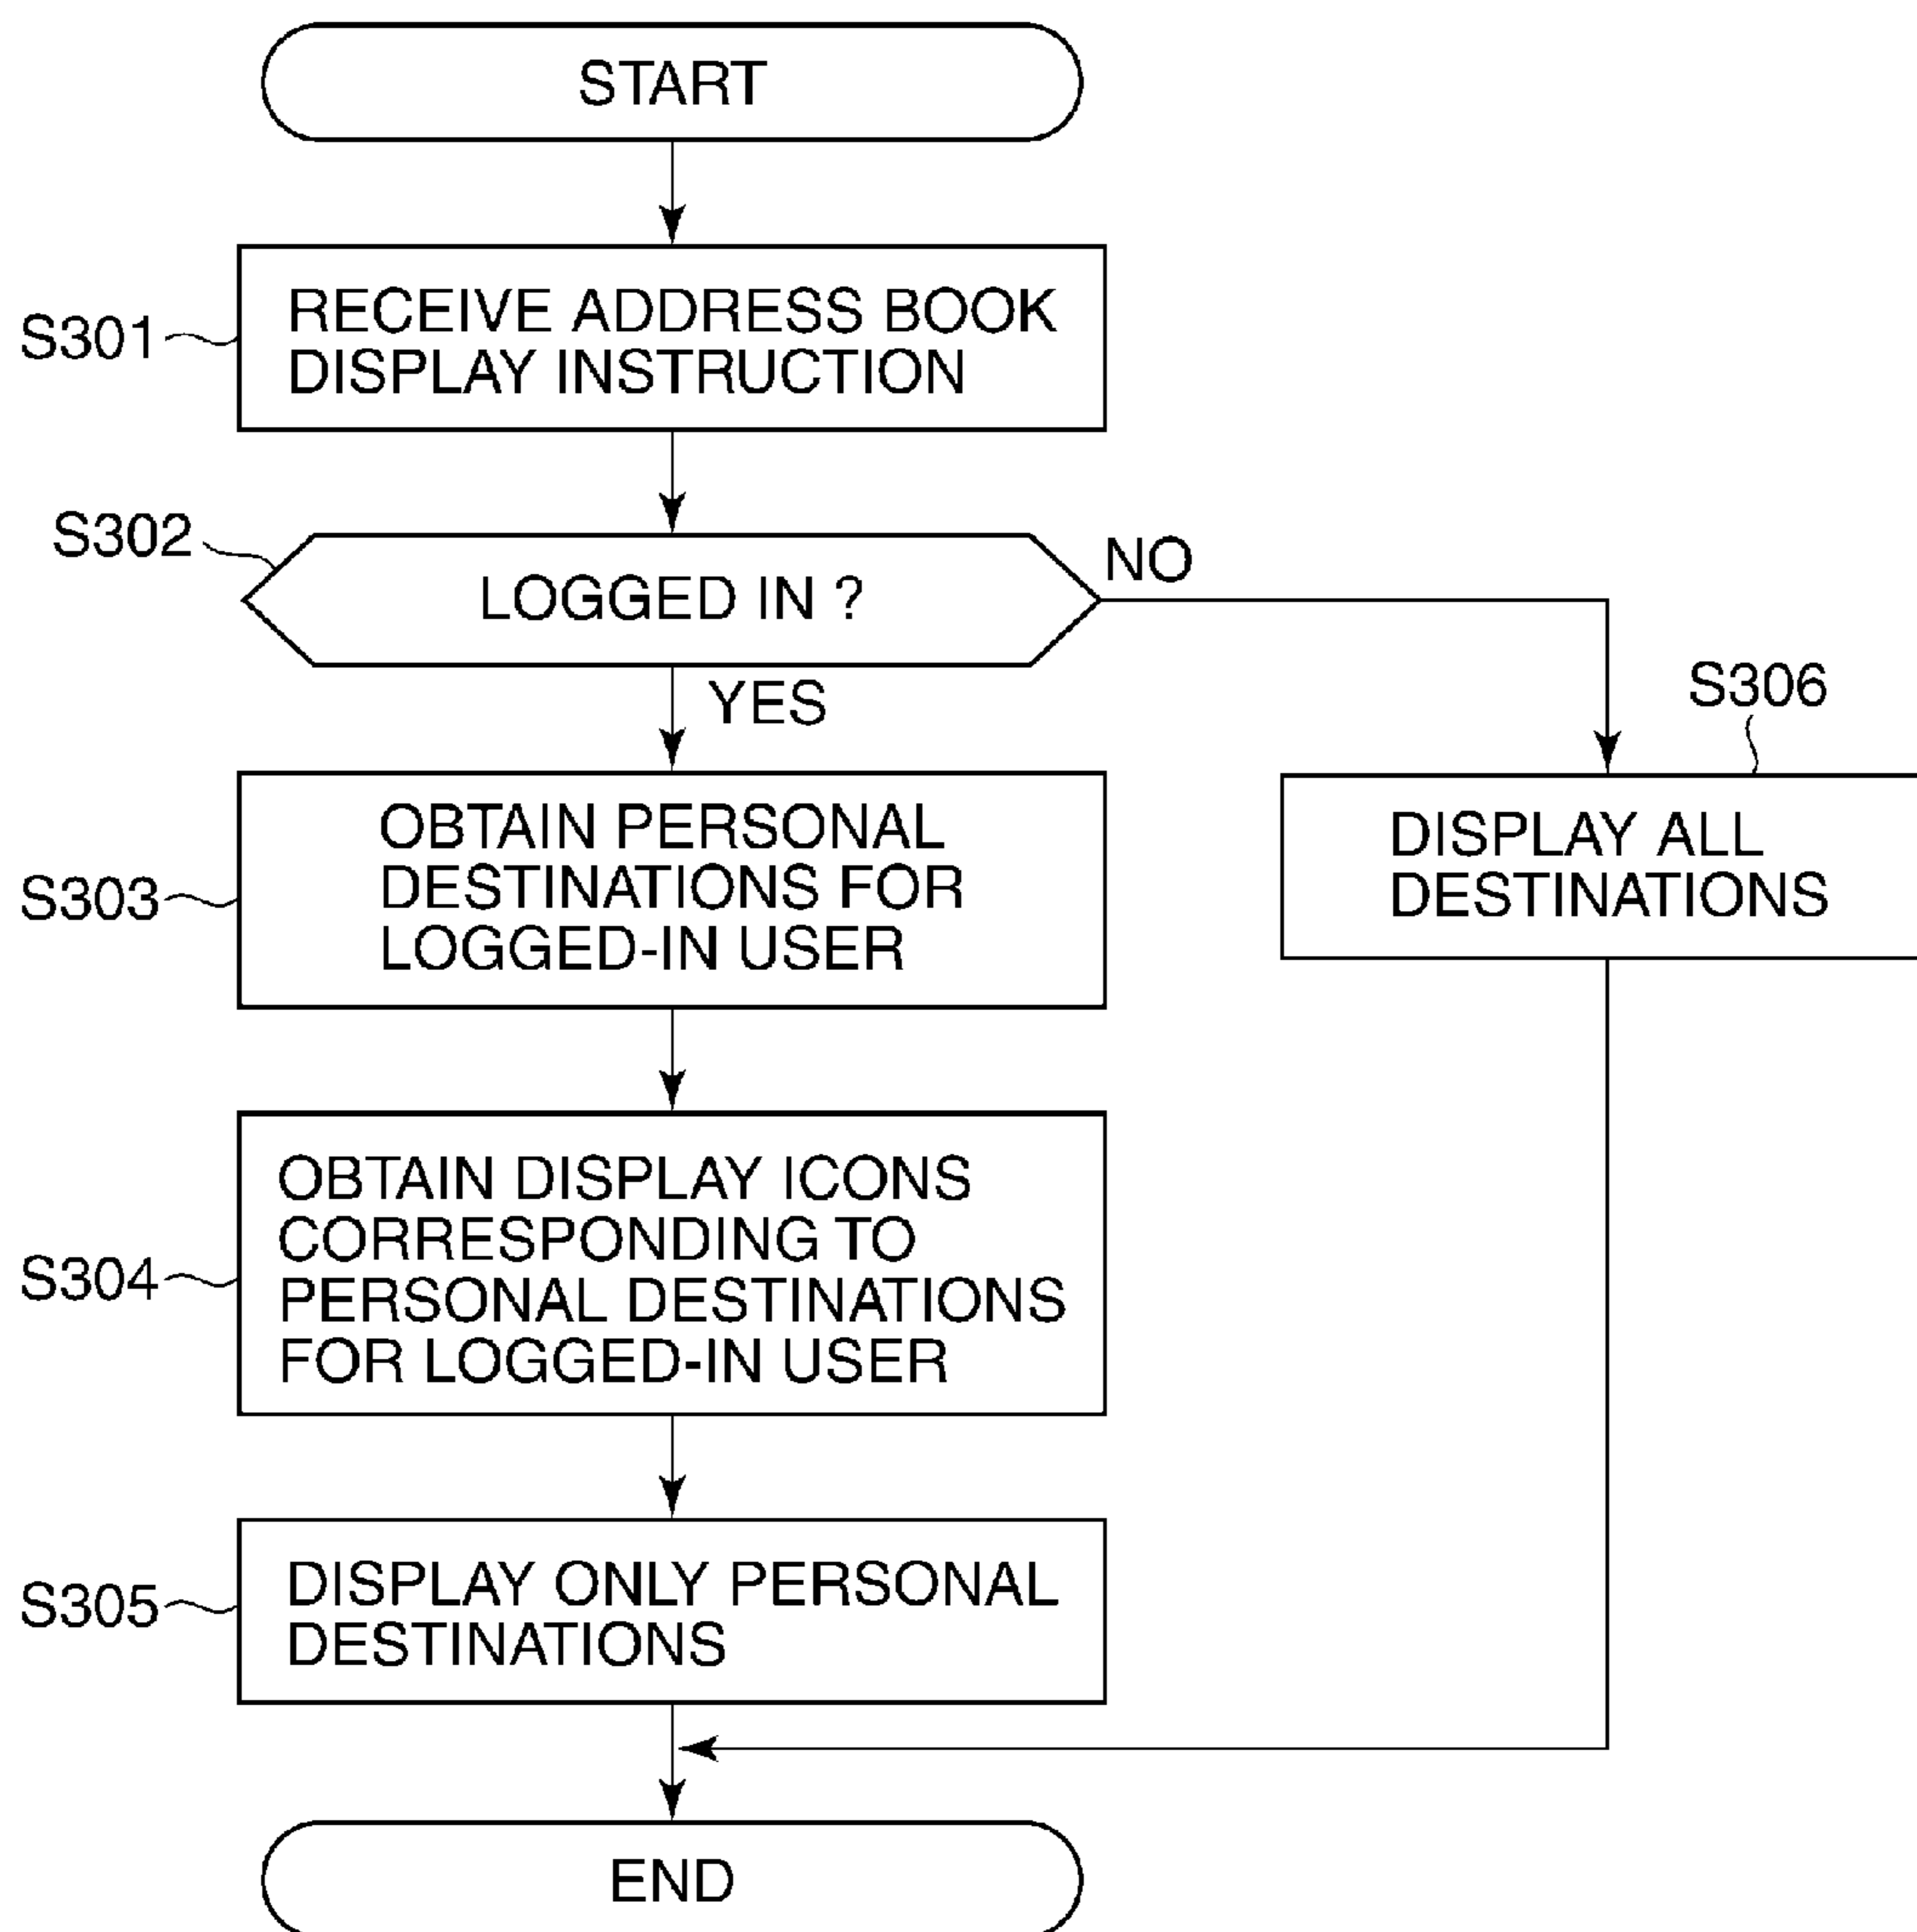 START
S301
RECEIVE ADDRESS BOOK
DISPLAY INSTRUCTION
S302
LOGGED IN ?
NO
YES
S306
S303
OBTAIN PERSONAL
DESTINATIONS FOR
LOGGED-IN USER
DISPLAY ALL
DESTINATIONS
S304
OBTAIN DISPLAY ICONS
CORRESPONDING TO
PERSONAL DESTINATIONS
FOR LOGGED-IN USER
S305
DISPLAY ONLY PERSONAL
DESTINATIONS
END